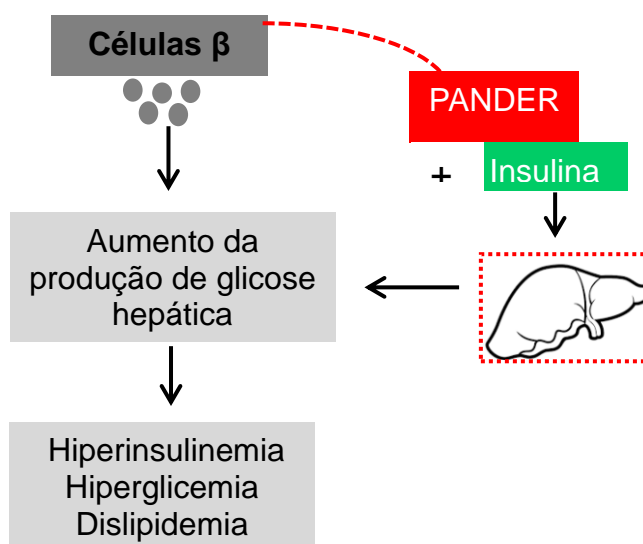 Células β
PANDER
+ Insulina
Aumento da
produção de glicose
hepática
Hiperinsulinemia
Hiperglicemia
Dislipidemia